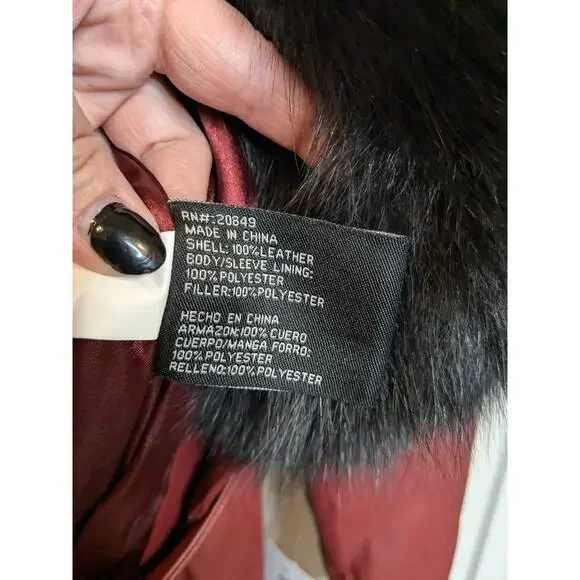 RN#:20849
MADE IN CHINA
SHELL:100%LEATHER
BODY/SLEEVE LINING:
100%POLYESTER
FILLER:100%POLYESTER
HECHO EN CHINA
ARMAZON:100% CUERO
CUERPO/MANGA FORRO:
100%POLYESTER
RELLENO:100%POLYESTER